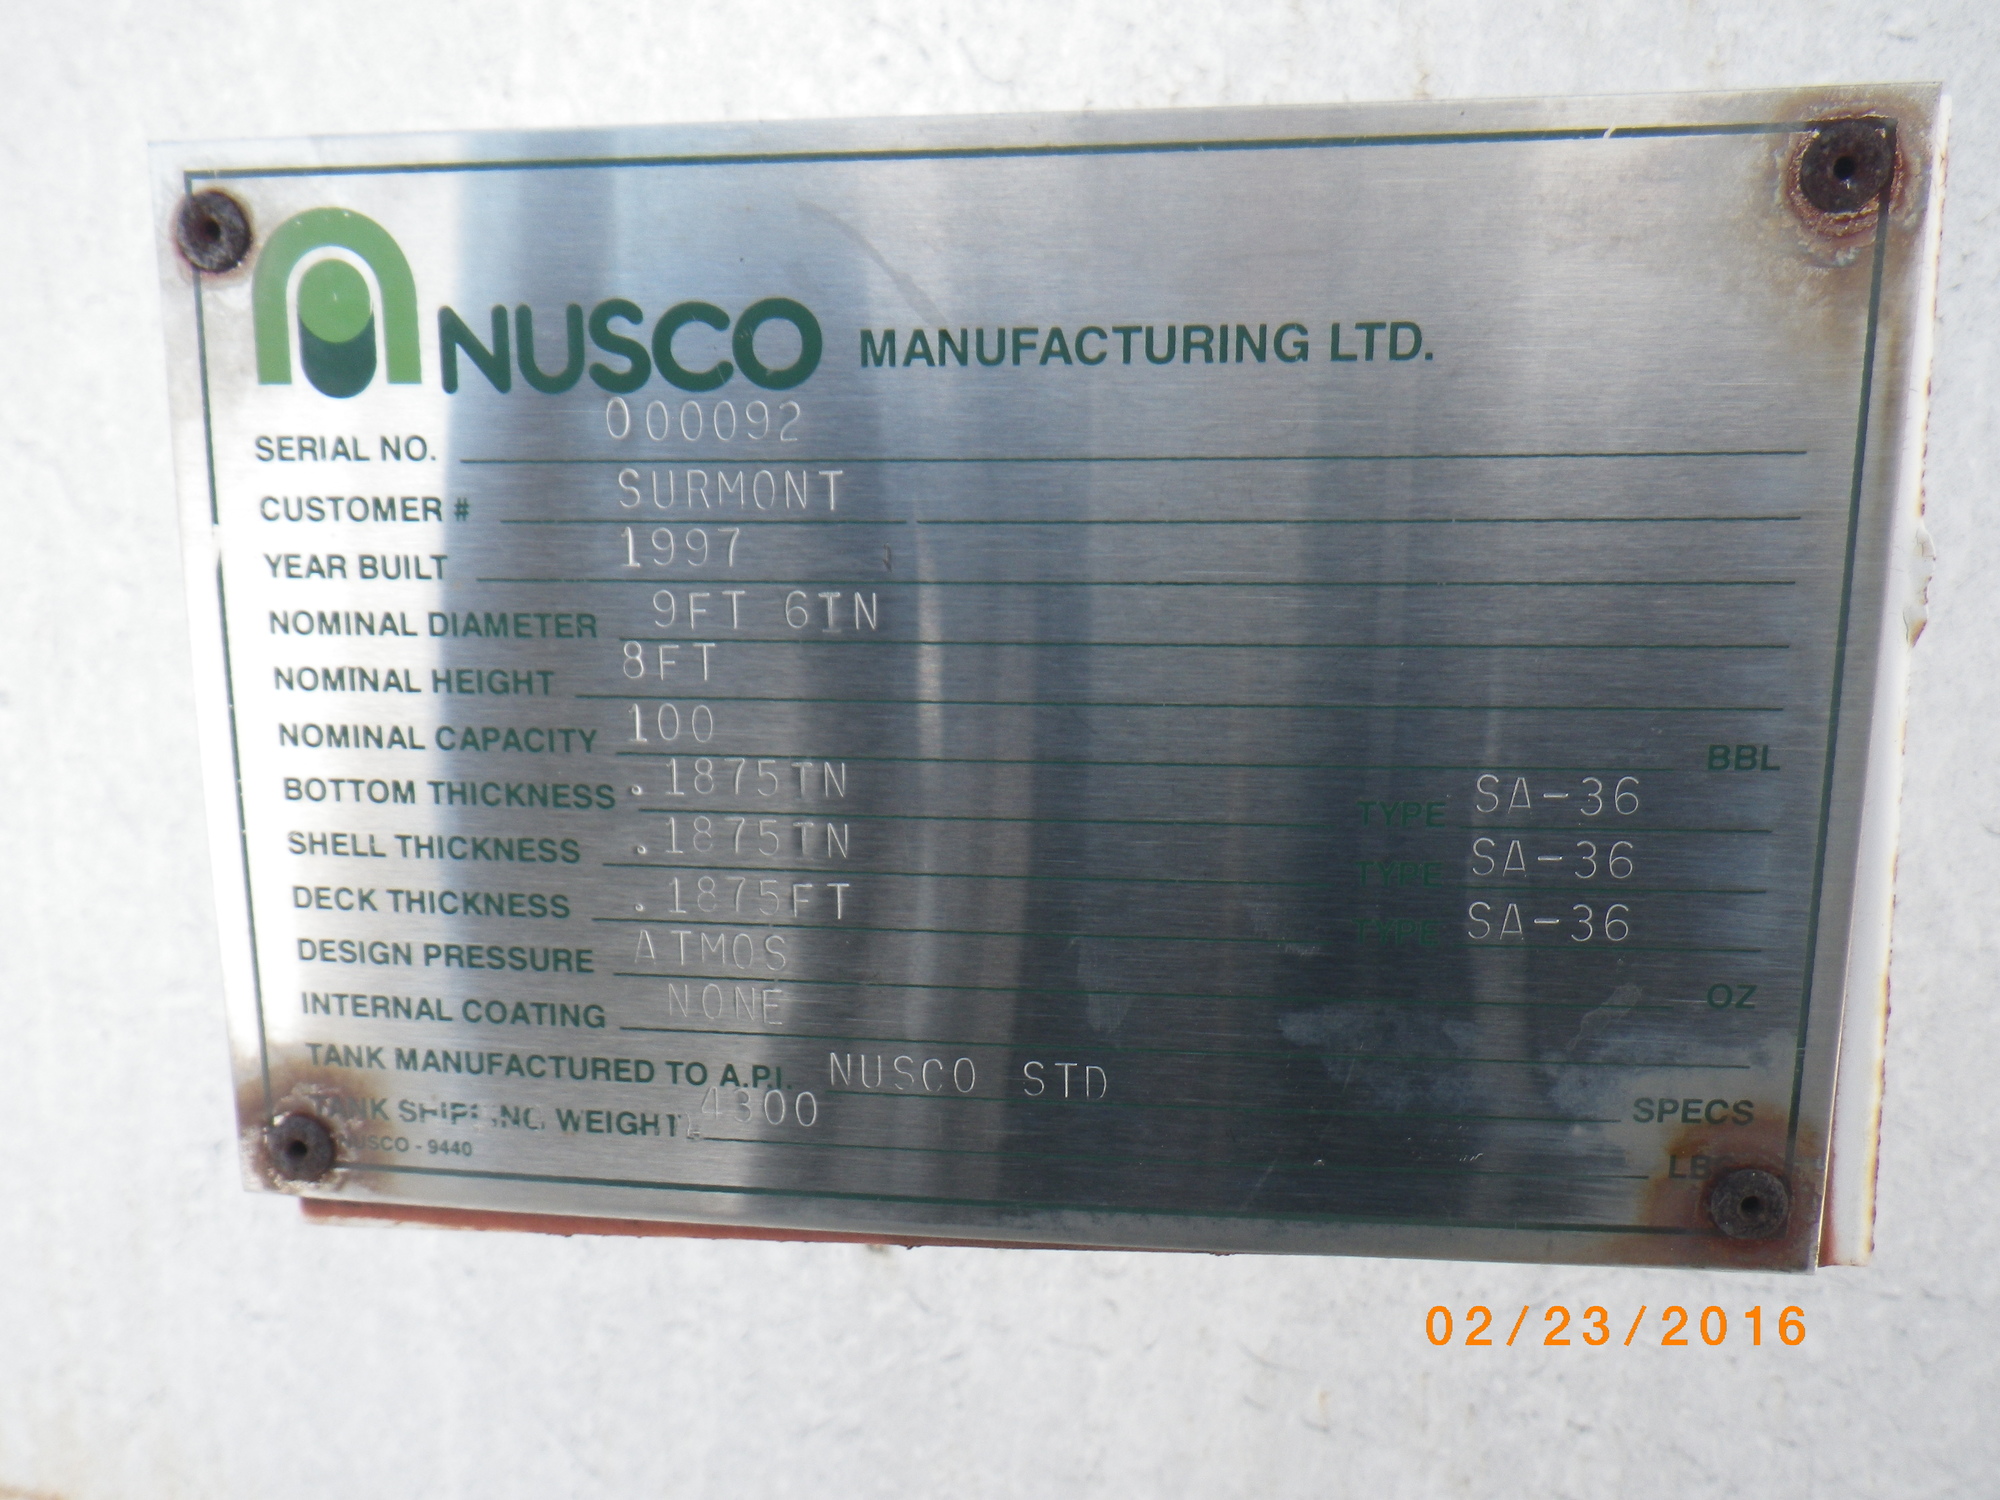 NUSCO MANUFACTURING LTD.
SERIAL NO. 000092
CUSTOMER # SURMONT
YEAR BUILT 1997
NOMINAL DIAMETER 9FT 6IN
NOMINAL HEIGHT 8FT
NOMINAL CAPACITY 100 BBL
BOTTOM THICKNESS .1875IN TYPE SA-36
SHELL THICKNESS .1875IN TYPE SA-36
DECK THICKNESS .1875FT TYPE SA-36
DESIGN PRESSURE ATMOS OZ
INTERNAL COATING NONE
TANK MANUFACTURED TO A.P.I. NUSCO STD SPECS
TANK SHIPPING WEIGHT 4300
NUSCO - 9440
02/23/2016